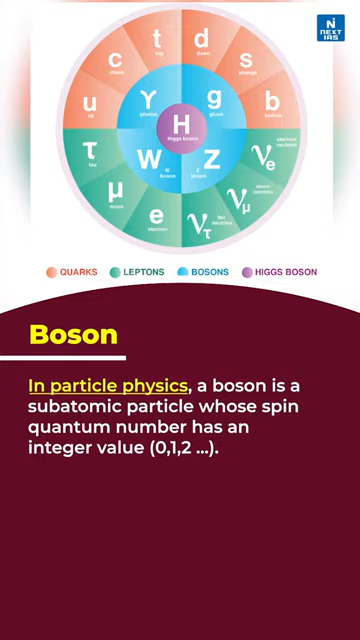 N
NEXT
IAS
t
top
d
down
c
charm
s
strange
u
up
γ
photon
g
gluon
b
bottom
H
Higgs boson
τ
tau
W
W
Boson
Z
Z
Boson
νe
electron
neutrino
μ
muon
νμ
muon
neutrino
e
electron
ντ
tau
neutrino
QUARKS LEPTONS BOSONS HIGGS BOSON
Boson
In particle physics, a boson is a
subatomic particle whose spin
quantum number has an
integer value (0,1,2 ...).